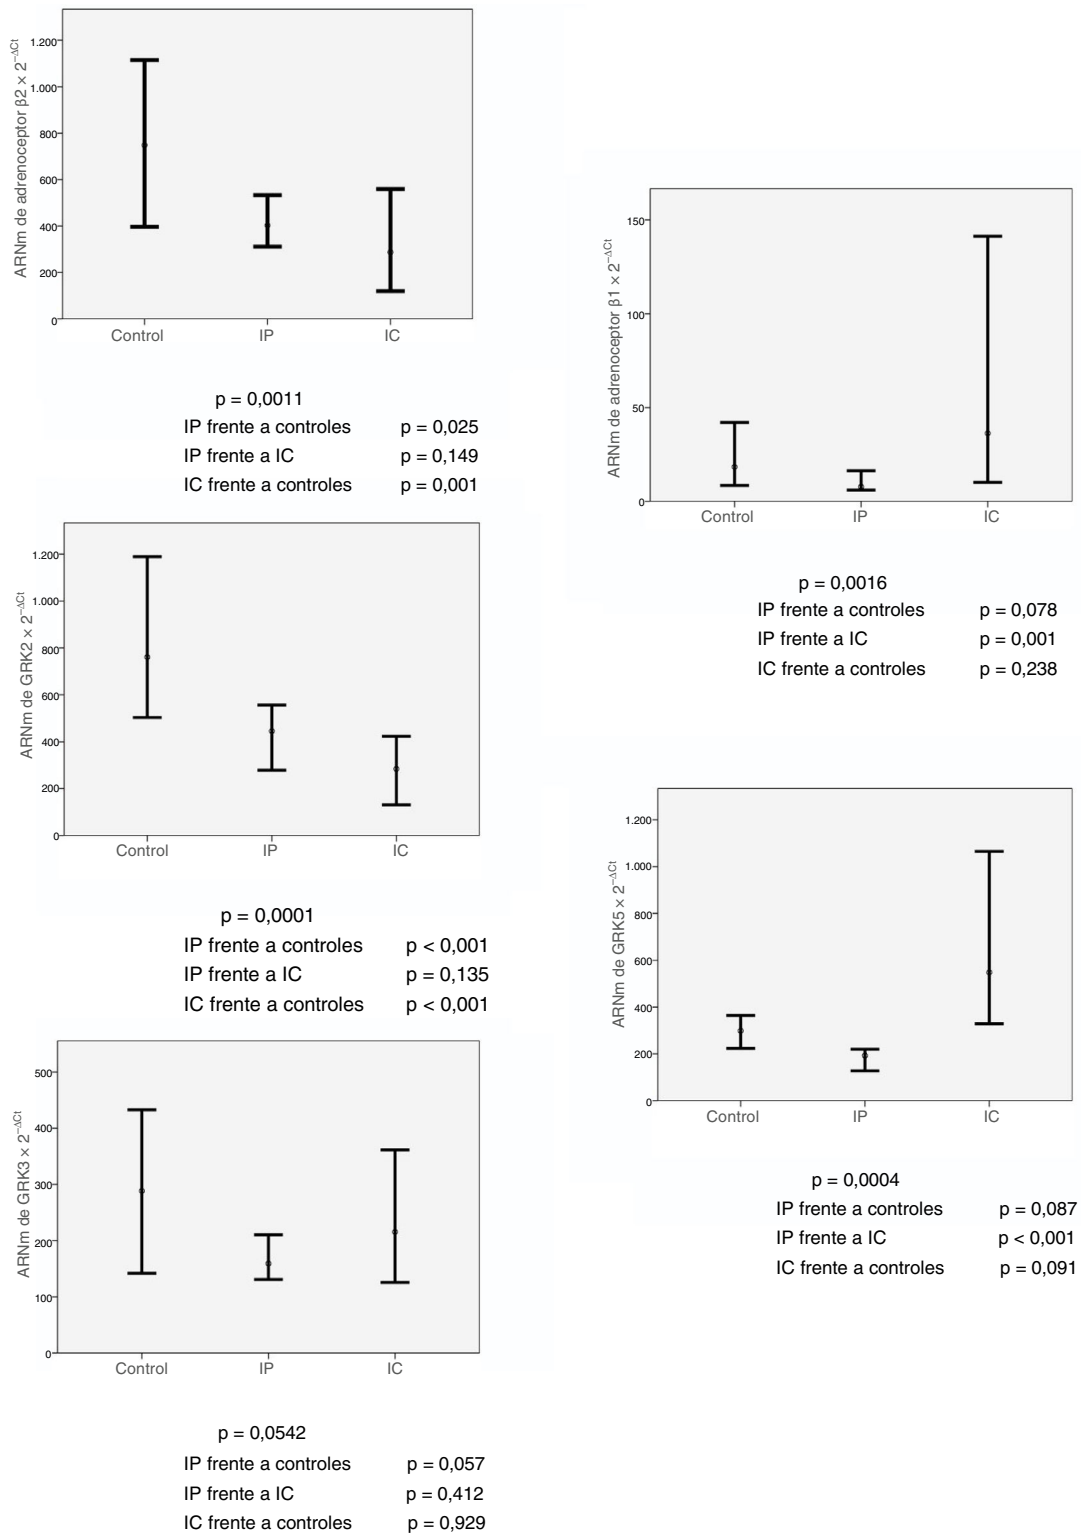 ARNm de adrenoceptor β2 × 2⁻ΔCt
1.200
1.000
800
600
400
200
0
Control IP IC
p = 0,0011
IP frente a controles p = 0,025
IP frente a IC p = 0,149
IC frente a controles p = 0,001
ARNm de adrenoceptor β1 × 2⁻ΔCt
150
100
50
0
Control IP IC
p = 0,0016
IP frente a controles p = 0,078
IP frente a IC p = 0,001
IC frente a controles p = 0,238
ARNm de GRK2 × 2⁻ΔCt
1.200
1.000
800
600
400
200
0
Control IP IC
p = 0,0001
IP frente a controles p < 0,001
IP frente a IC p = 0,135
IC frente a controles p < 0,001
ARNm de GRK5 × 2⁻ΔCt
1.200
1.000
800
600
400
200
0
Control IP IC
p = 0,0004
IP frente a controles p = 0,087
IP frente a IC p < 0,001
IC frente a controles p = 0,091
ARNm de GRK3 × 2⁻ΔCt
500
400
300
200
100
0
Control IP IC
p = 0,0542
IP frente a controles p = 0,057
IP frente a IC p = 0,412
IC frente a controles p = 0,929